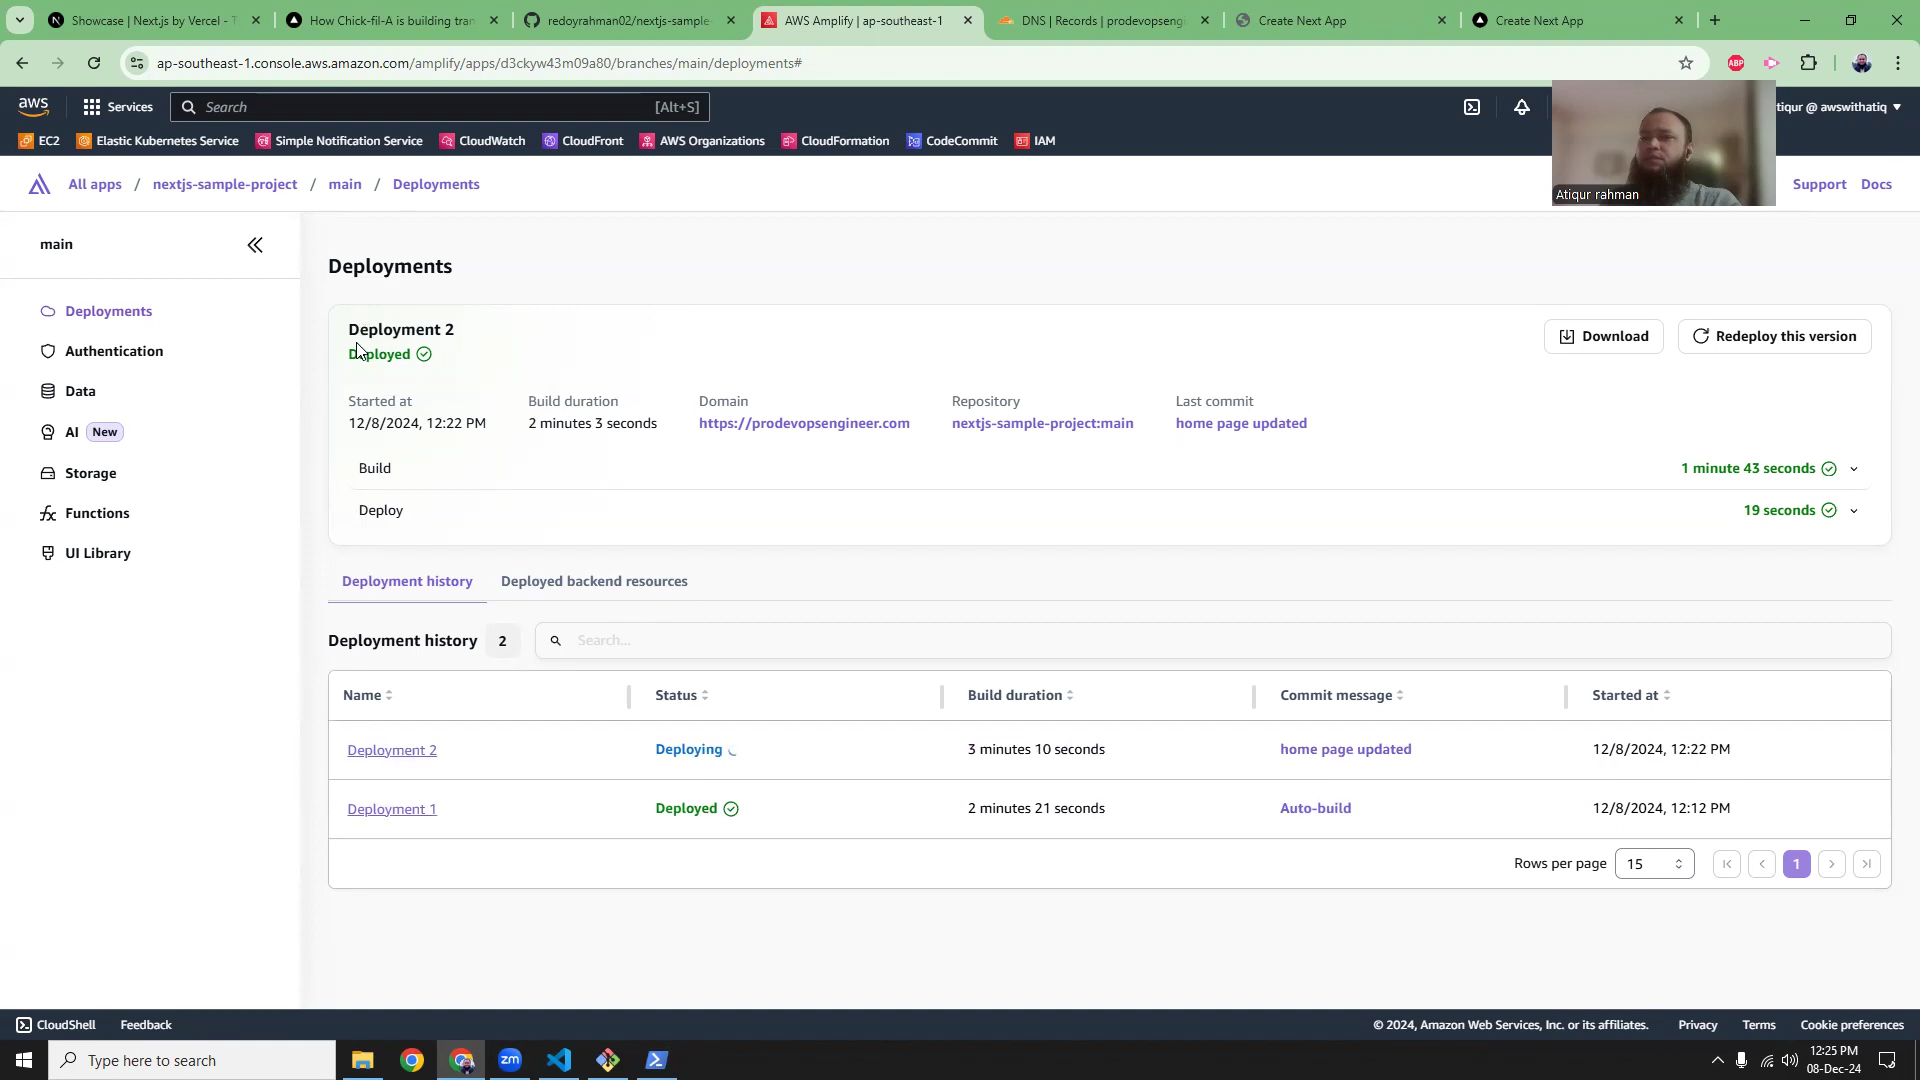 Showcase | Next.js by Vercel - T
How Chick-fil-A is building tran
redoyrahman02/nextjs-sample-
AWS Amplify | ap-southeast-1
DNS | Records | prodevopsengi
Create Next App
Create Next App
ap-southeast-1.console.aws.amazon.com/amplify/apps/d3ckyw43m09a80/branches/main/deployments#
ABP
aws
Services
Search
[Alt+S]
tiqur @ awswithatiq
EC2
Elastic Kubernetes Service
Simple Notification Service
CloudWatch
CloudFront
AWS Organizations
CloudFormation
CodeCommit
IAM
Atiqur rahman
All apps / nextjs-sample-project / main / Deployments
Support
Docs
main
Deployments
Authentication
Data
AI New
Storage
Functions
UI Library
Deployments
Deployment 2
Deployed
Download
Redeploy this version
Started at
12/8/2024, 12:22 PM
Build duration
2 minutes 3 seconds
Domain
https://prodevopsengineer.com
Repository
nextjs-sample-project:main
Last commit
home page updated
Build
1 minute 43 seconds
Deploy
19 seconds
Deployment history
Deployed backend resources
Deployment history 2
Search...
Name Status Build duration Commit message Started at
Deployment 2 Deploying 3 minutes 10 seconds home page updated 12/8/2024, 12:22 PM
Deployment 1 Deployed 2 minutes 21 seconds Auto-build 12/8/2024, 12:12 PM
Rows per page 15 1
CloudShell
Feedback
© 2024, Amazon Web Services, Inc. or its affiliates.
Privacy
Terms
Cookie preferences
Type here to search
zm
12:25 PM
08-Dec-24